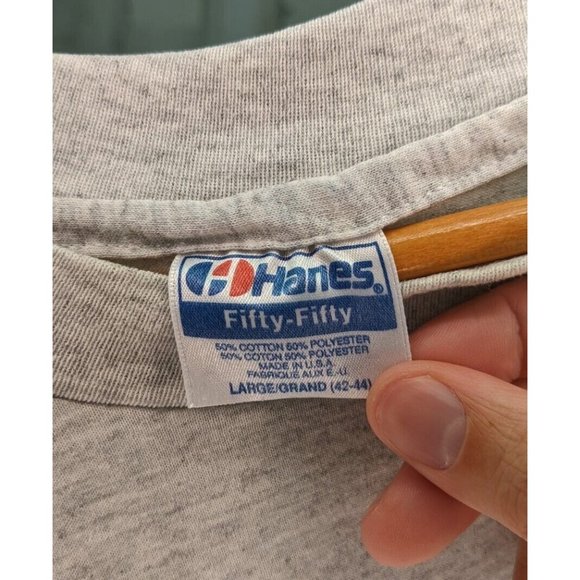 Hanes®
Fifty-Fifty
50% COTTON 50% POLYESTER
50% COTON 50% POLYESTER
MADE IN U.S.A.
FABRIQUE AUX E.-U.
LARGE/GRAND (42-44)